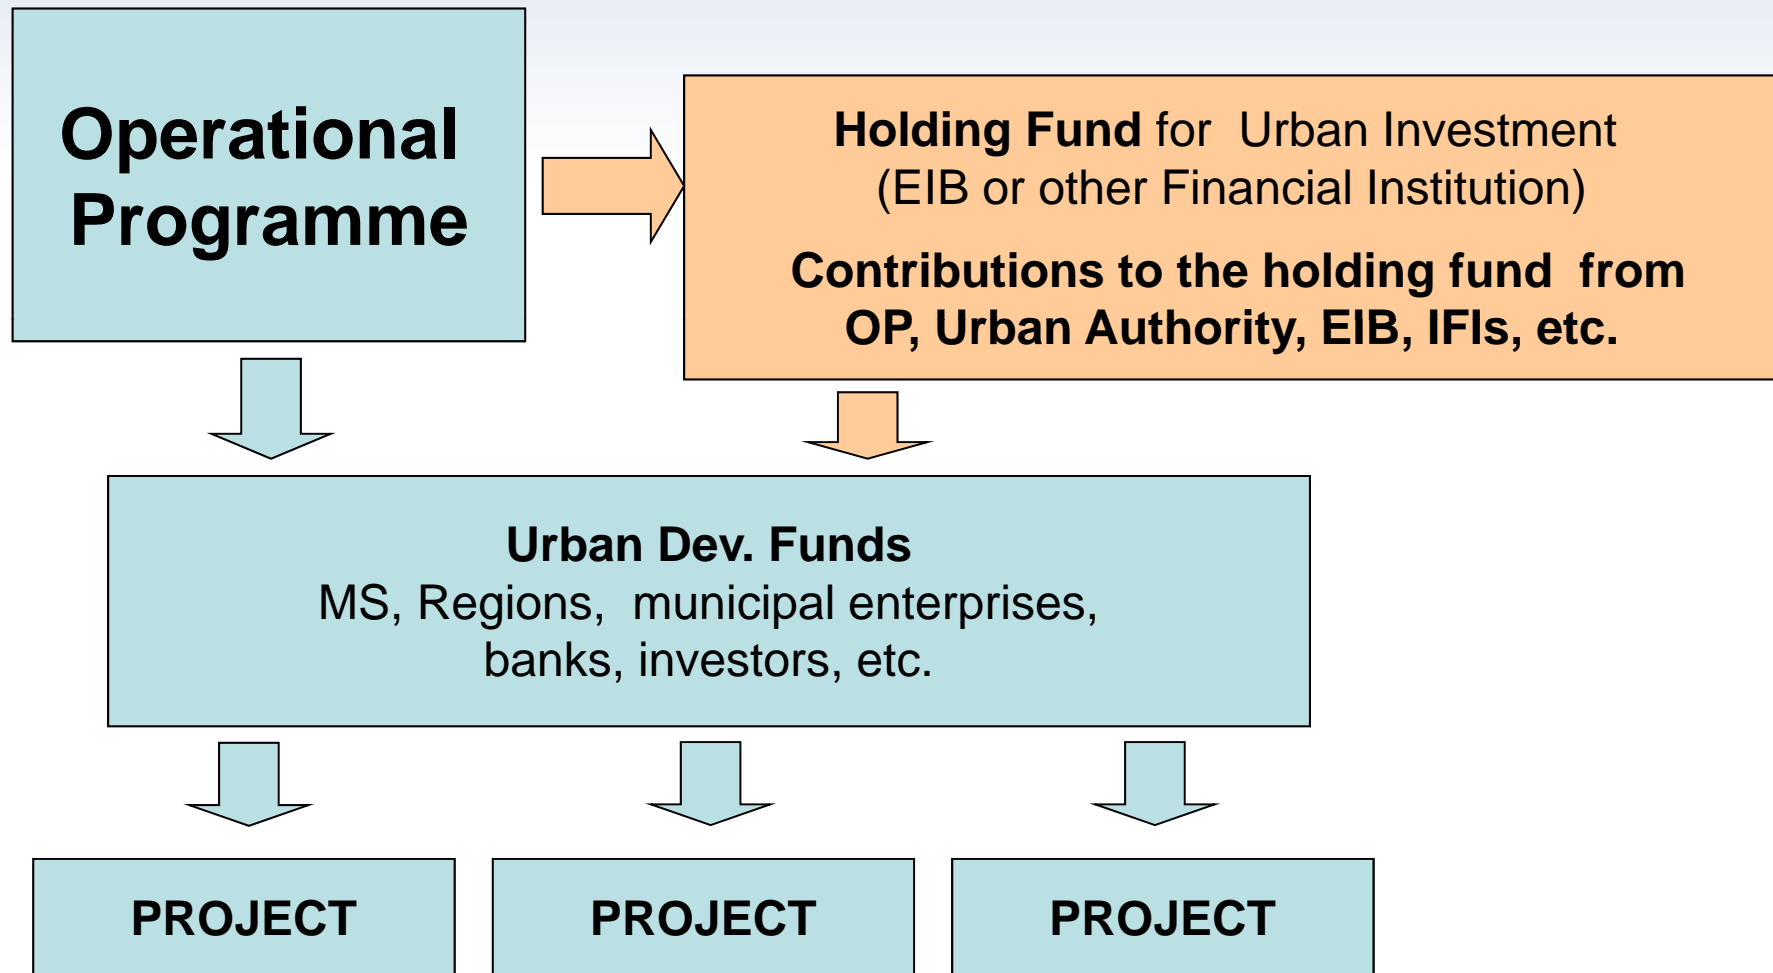 Operational
Programme
Holding Fund for Urban Investment
(EIB or other Financial Institution)
Contributions to the holding fund from
OP, Urban Authority, EIB, IFIs, etc.
Urban Dev. Funds
MS, Regions, municipal enterprises,
banks, investors, etc.
PROJECT
PROJECT
PROJECT